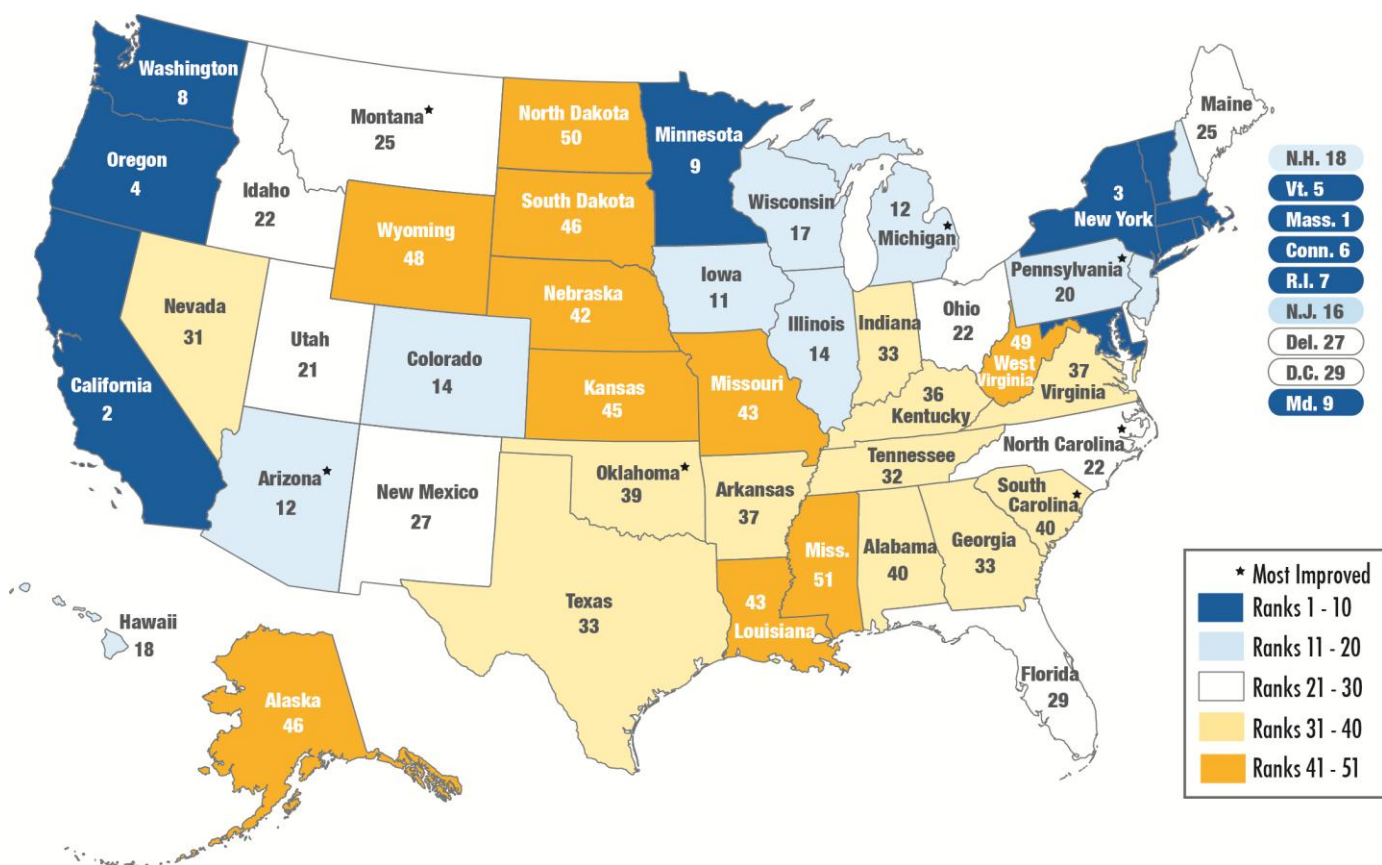 Washington
8
Oregon
4
California
2
Nevada
31
Idaho
22
Montana★
25
Wyoming
48
Utah
21
Colorado
14
Arizona★
12
New Mexico
27
North Dakota
50
South Dakota
46
Nebraska
42
Kansas
45
Oklahoma★
39
Texas
33
Minnesota
9
Iowa
11
Missouri
43
Arkansas
37
43
Louisiana
Wisconsin
17
Illinois
14
12
Michigan★
Indiana
33
Ohio
22
36
Kentucky
Tennessee
32
Miss.
51
Alabama
40
Georgia
33
Florida
29
South
Carolina★
40
North Carolina★
22
37
Virginia
49
West
Virginia
Pennsylvania★
20
3
New York
Maine
25
Hawaii
18
Alaska
46
N.H. 18
Vt. 5
Mass. 1
Conn. 6
R.I. 7
N.J. 16
Del. 27
D.C. 29
Md. 9
★ Most Improved
Ranks 1 - 10
Ranks 11 - 20
Ranks 21 - 30
Ranks 31 - 40
Ranks 41 - 51